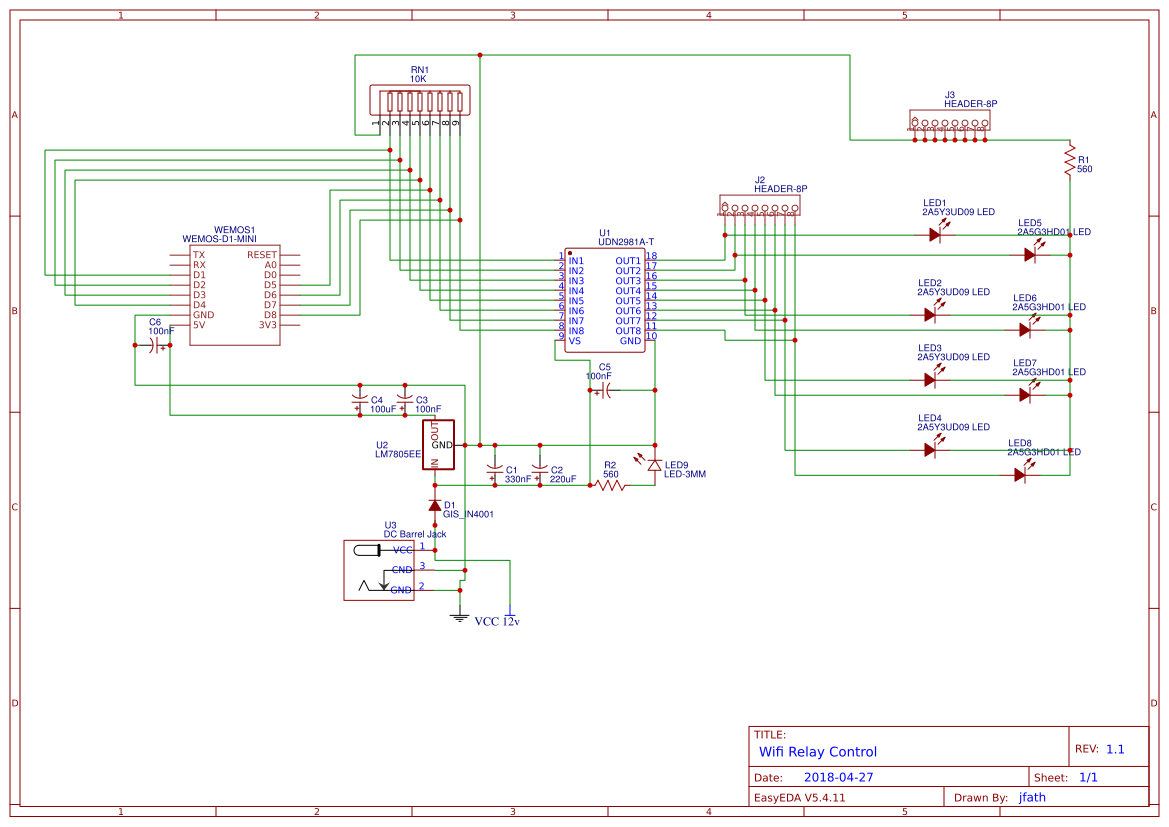 1 2 3 4 5
A A
B B
C C
D D
RN1
10K
1 2 3 4 5 6 7 8 9
J3
HEADER-8P
1 2 3 4 5 6 7 8
R1
560
J2
HEADER-8P
1 2 3 4 5 6 7 8
LED1
2A5Y3UD09 LED
LED5
2A5G3HD01 LED
LED2
2A5Y3UD09 LED
LED6
2A5G3HD01 LED
LED3
2A5Y3UD09 LED
LED7
2A5G3HD01 LED
LED4
2A5Y3UD09 LED
LED8
2A5G3HD01 LED
WEMOS1
WEMOS-D1-MINI
TX RESET
RX A0
D1 D0
D2 D5
D3 D6
D4 D7
GND D8
5V 3V3
U1
UDN2981A-T
1 IN1 OUT1 18
2 IN2 OUT2 17
3 IN3 OUT3 16
4 IN4 OUT4 15
5 IN5 OUT5 14
6 IN6 OUT6 13
7 IN7 OUT7 12
8 IN8 OUT8 11
9 VS GND 10
C6
100nF
C5
100nF
C4
100uF
C3
100nF
U2
LM7805EE
OUT
GND
IN
C1
330nF
C2
220uF
R2
560
LED9
LED-3MM
D1
GIS_IN4001
U3
DC Barrel Jack
VCC 1
CND 3
GND 2
VCC 12v
TITLE:
Wifi Relay Control
REV: 1.1
Date: 2018-04-27
Sheet: 1/1
EasyEDA V5.4.11
Drawn By: jfath
1 2 3 4 5